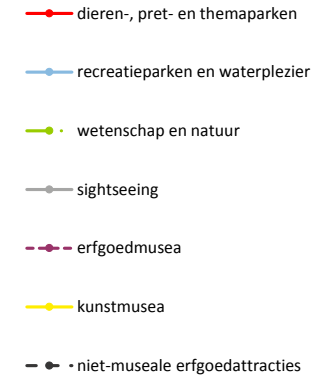 dieren-, pret- en themaparken
recreatieparken en waterplezier
wetenschap en natuur
sightseeing
erfgoedmusea
kunstmusea
niet-museale erfgoedattracties